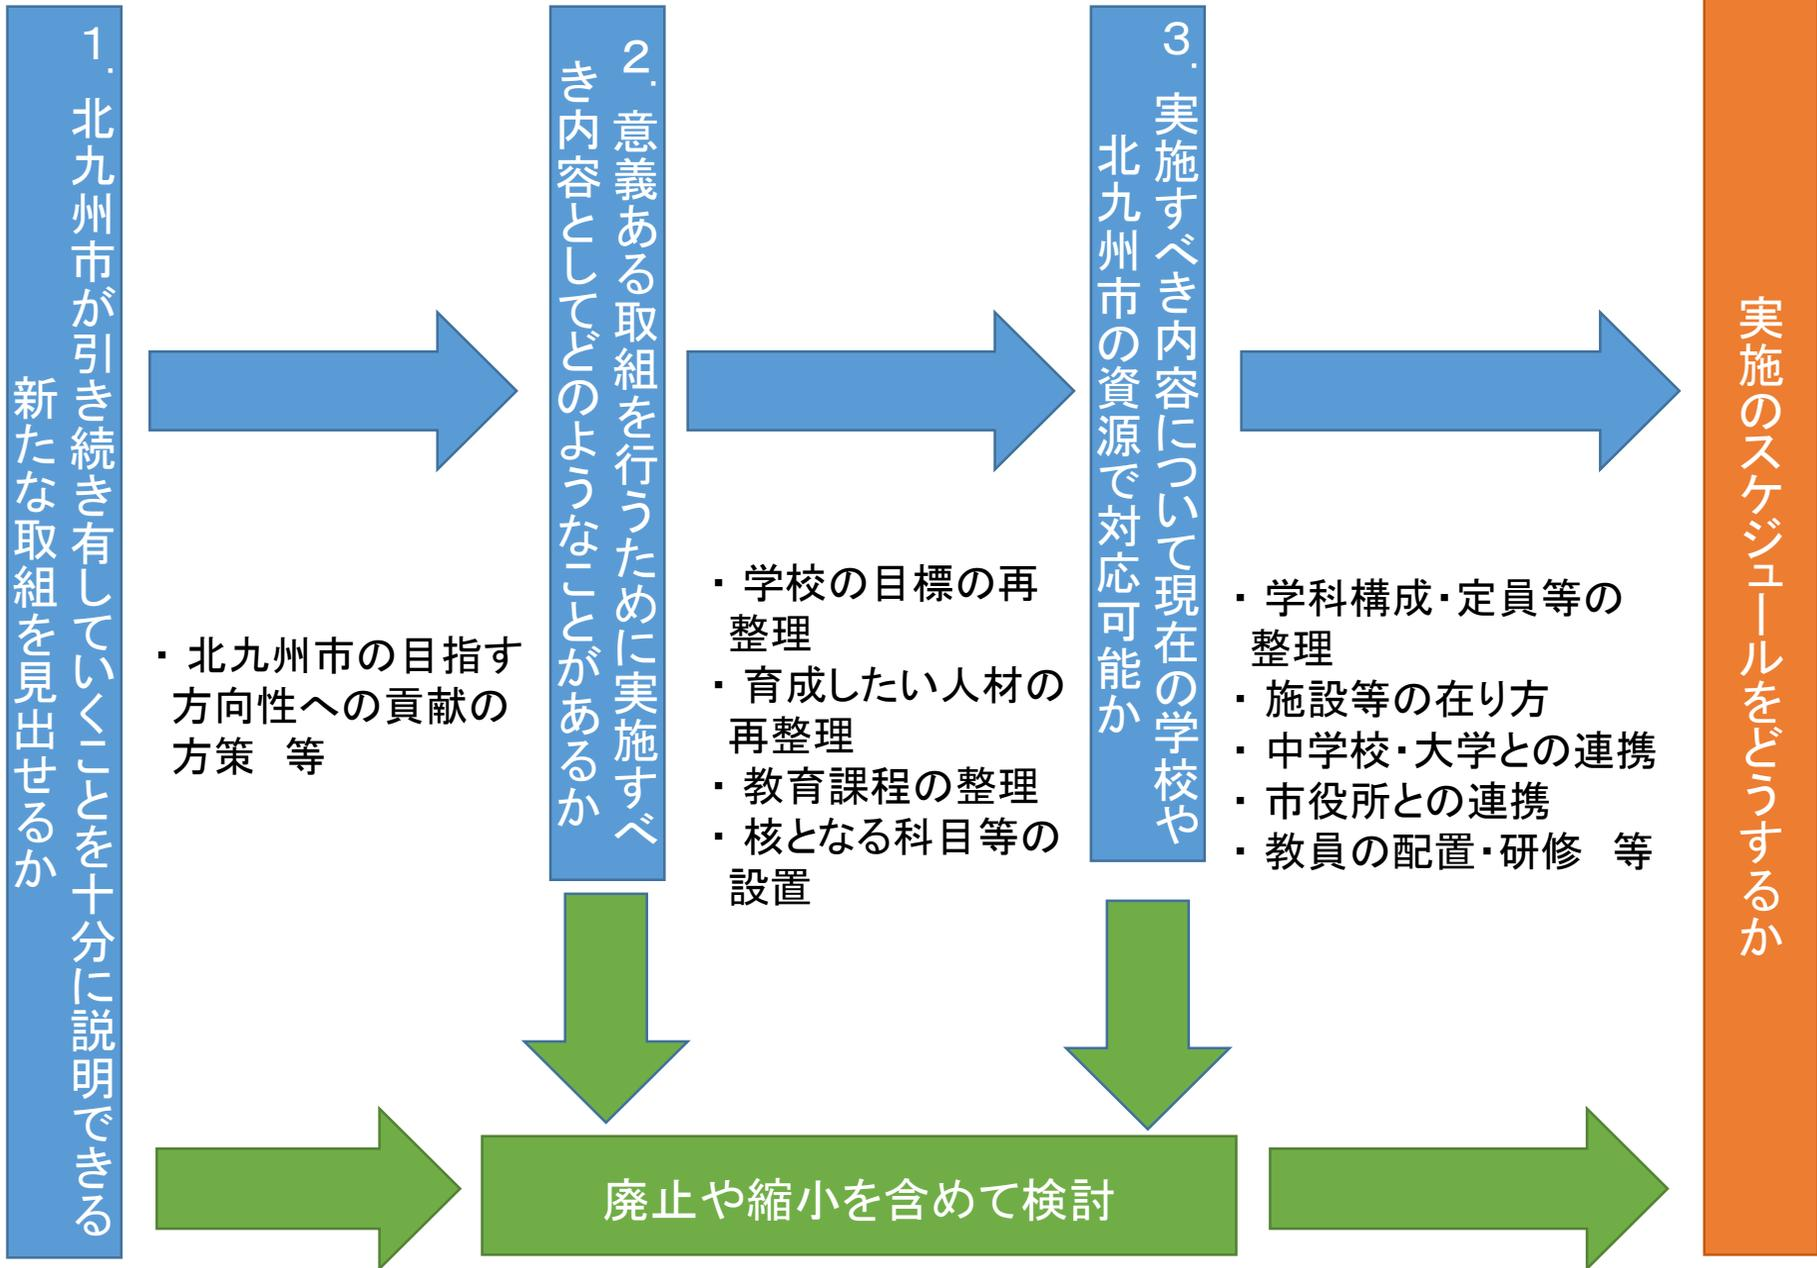 １．北九州市が引き続き有していくことを十分に説明できる
新たな取組を見出せるか
・ 北九州市の目指す
方向性への貢献の
方策　等
２．意義ある取組を行うために実施すべ
き内容としてどのようなことがあるか
・ 学校の目標の再
整理
・ 育成したい人材の
再整理
・ 教育課程の整理
・ 核となる科目等の
設置
３．実施すべき内容について現在の学校や
北九州市の資源で対応可能か
・ 学科構成・定員等の
整理
・ 施設等の在り方
・ 中学校・大学との連携
・ 市役所との連携
・ 教員の配置・研修　等
実施のスケジュールをどうするか
廃止や縮小を含めて検討